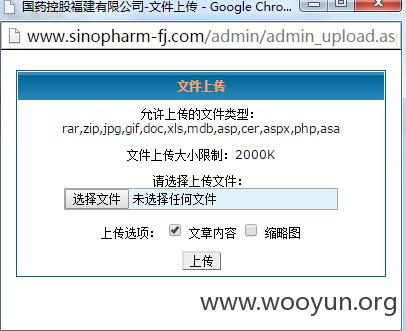 国药控股福建有限公司-文件上传 - Google Chro...
www.sinopharm-fj.com/admin/admin_upload.as
文件上传
允许上传的文件类型：
rar,zip,jpg,gif,doc,xls,mdb,asp,cer,aspx,php,asa
文件上传大小限制：2000K
请选择上传文件：
选择文件 未选择任何文件
上传选项： 文章内容 缩略图
上传
www.wooyun.org